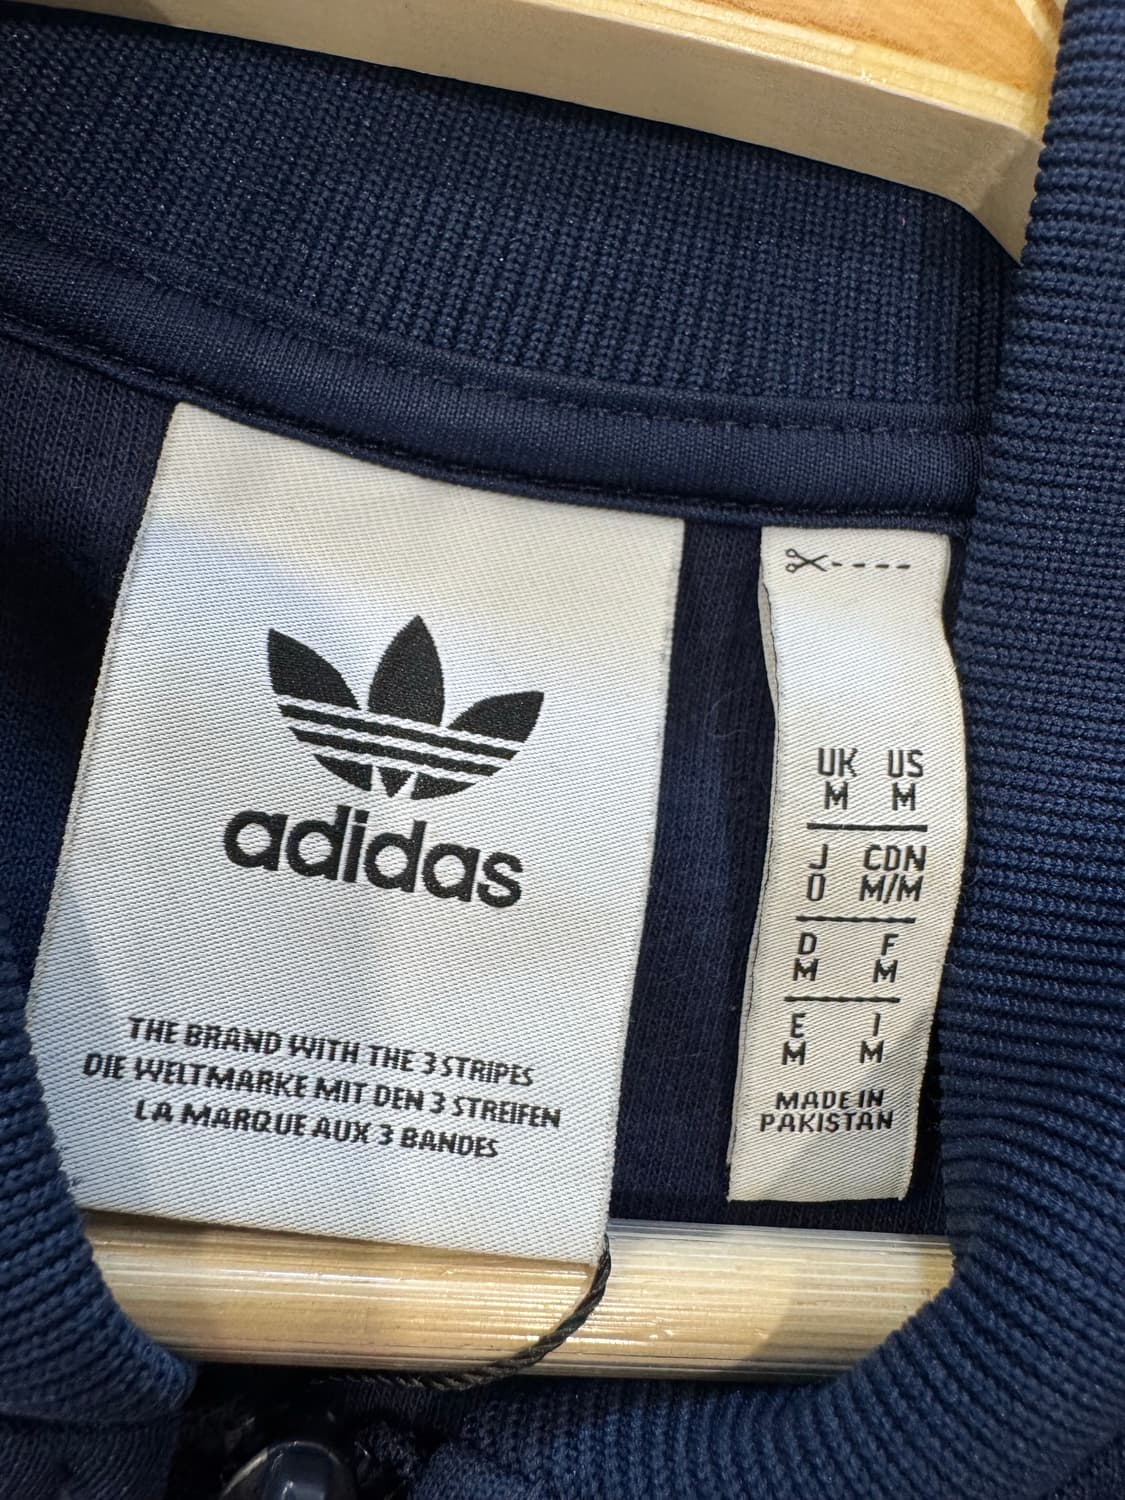 adidas
THE BRAND WITH THE 3 STRIPES
DIE WELTMARKE MIT DEN 3 STREIFEN
LA MARQUE AUX 3 BANDES
UK US
M M
J CDN
O M/M
D F
M M
E I
M M
MADE IN
PAKISTAN